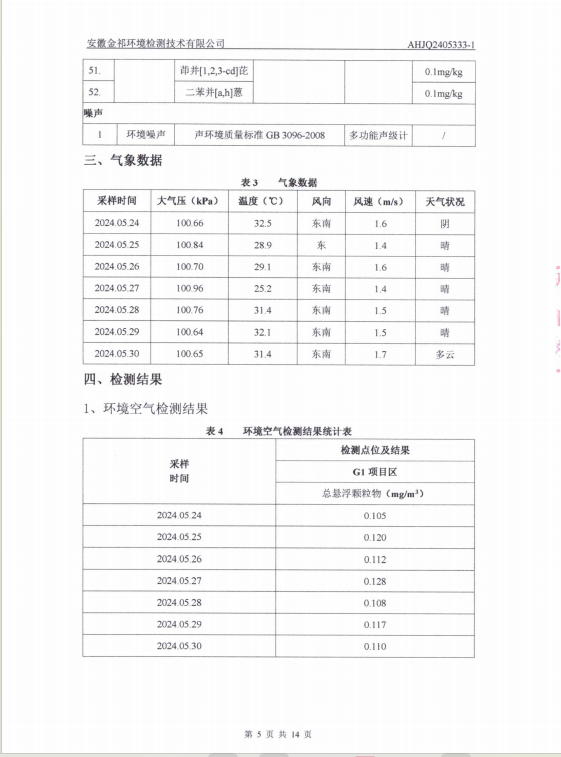 安徽金祁环境检测技术有限公司 AHJQ2405333-1
51. 茚并[1,2,3-cd]芘 0.1mg/kg
52. 二苯并[a,h]蒽 0.1mg/kg
噪声
1 环境噪声 声环境质量标准 GB 3096-2008 多功能声级计 /
三、气象数据
表 3 气象数据
采样时间 大气压（kPa） 温度（℃） 风向 风速（m/s） 天气状况
2024.05.24 100.66 32.5 东南 1.6 阴
2024.05.25 100.84 28.9 东 1.4 晴
2024.05.26 100.70 29.1 东南 1.6 晴
2024.05.27 100.96 25.2 东南 1.4 晴
2024.05.28 100.76 31.4 东南 1.5 晴
2024.05.29 100.64 32.1 东南 1.5 晴
2024.05.30 100.65 31.4 东南 1.7 多云
四、检测结果
1、环境空气检测结果
表 4 环境空气检测结果统计表
采样
时间
检测点位及结果
G1 项目区
总悬浮颗粒物（mg/m³）
2024.05.24 0.105
2024.05.25 0.120
2024.05.26 0.112
2024.05.27 0.128
2024.05.28 0.108
2024.05.29 0.117
2024.05.30 0.110
第 5 页 共 14 页